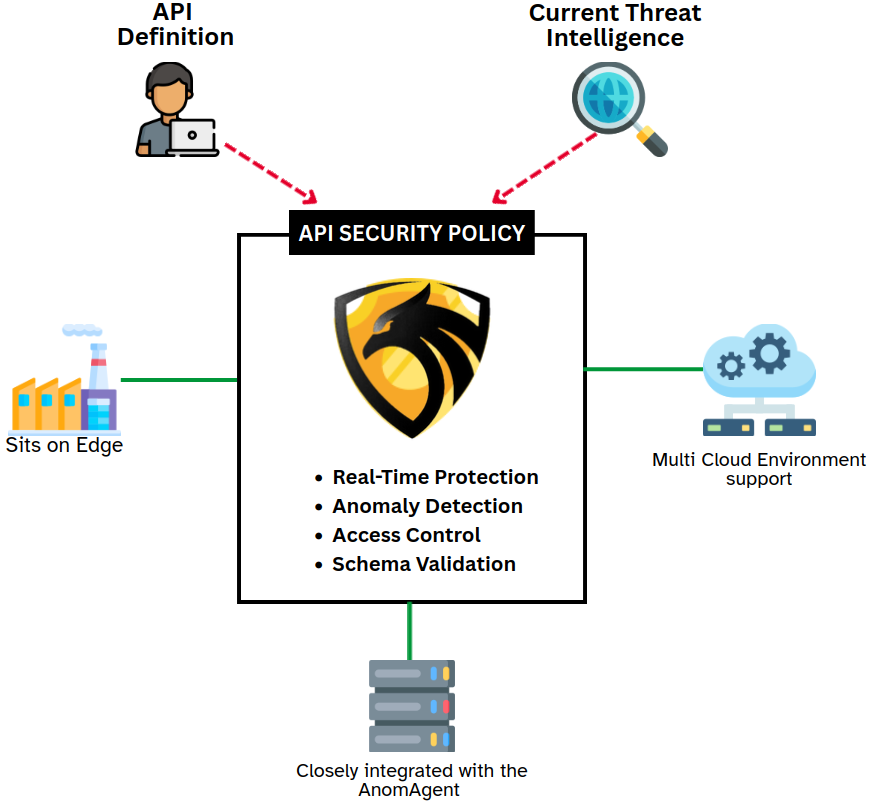 API
Definition
Current Threat
Intelligence
API SECURITY POLICY
Sits on Edge
Multi Cloud Environment
support
• Real-Time Protection
• Anomaly Detection
• Access Control
• Schema Validation
Closely integrated with the
AnomAgent